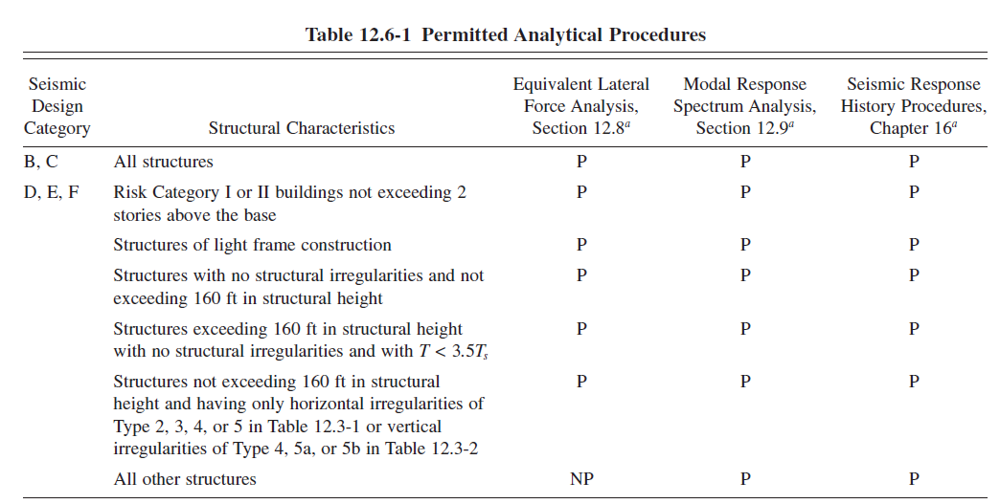 Table 12.6-1 Permitted Analytical Procedures
Seismic Design Category
Structural Characteristics
Equivalent Lateral Force Analysis, Section 12.8a
Modal Response Spectrum Analysis, Section 12.9a
Seismic Response History Procedures, Chapter 16a
B, C All structures P P P
D, E, F Risk Category I or II buildings not exceeding 2 P P P
stories above the base
Structures of light frame construction P P P
Structures with no structural irregularities and not P P P
exceeding 160 ft in structural height
Structures exceeding 160 ft in structural height P P P
with no structural irregularities and with T < 3.5Ts
Structures not exceeding 160 ft in structural P P P
height and having only horizontal irregularities of
Type 2, 3, 4, or 5 in Table 12.3-1 or vertical
irregularities of Type 4, 5a, or 5b in Table 12.3-2
All other structures NP P P